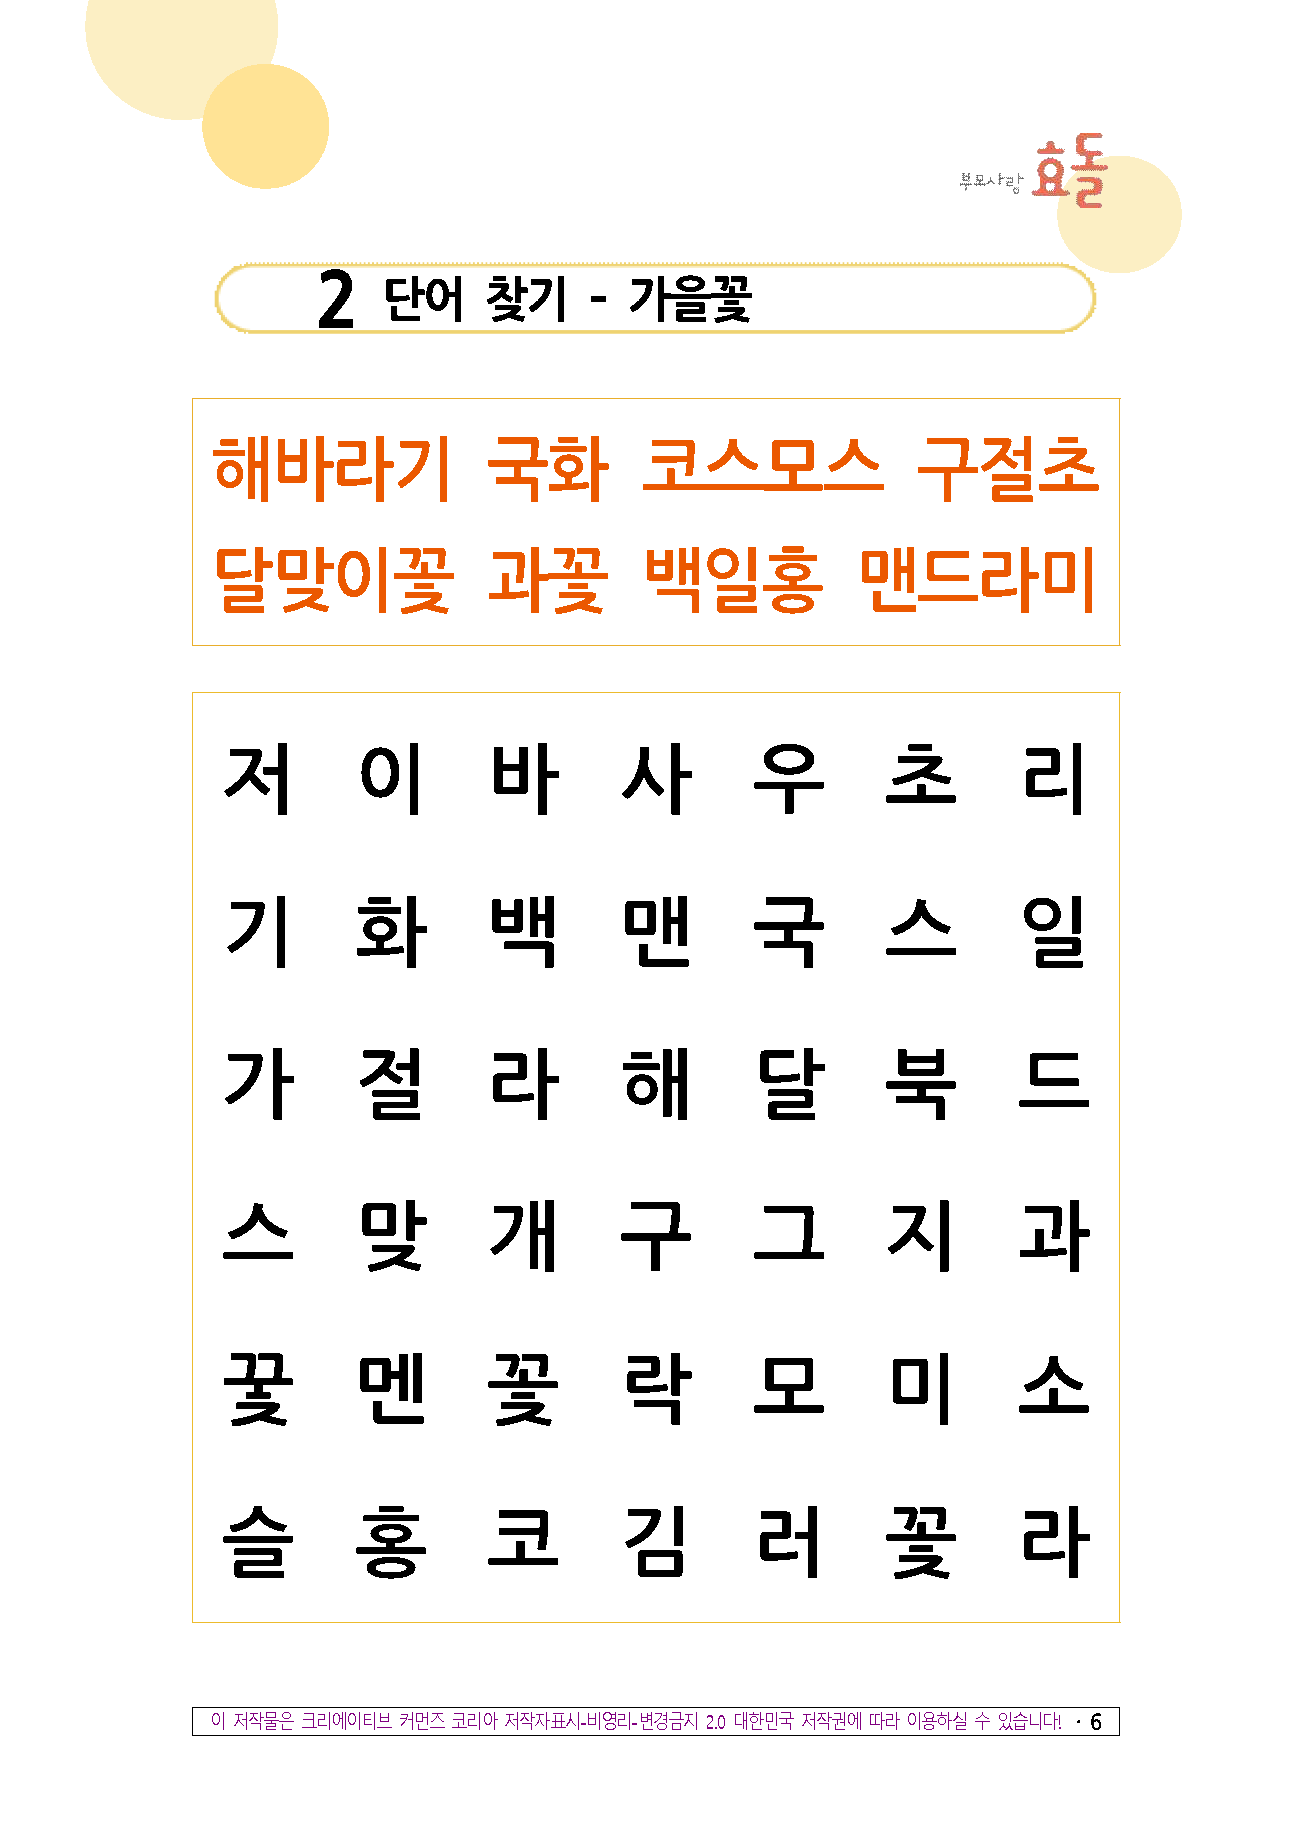 부모사랑 효돌
2 단어 찾기 - 가을꽃
해바라기 국화 코스모스 구절초
달맞이꽃 과꽃 백일홍 맨드라미
저 이 바 사 우 초 리
기 화 백 맨 국 스 일
가 절 라 해 달 북 드
스 맞 개 구 그 지 과
꽃 멘 꽃 락 모 미 소
슬 홍 코 김 러 꽃 라
이 저작물은 크리에이티브 커먼즈 코리아 저작자표시-비영리-변경금지 2.0 대한민국 저작권에 따라 이용하실 수 있습니다! · 6